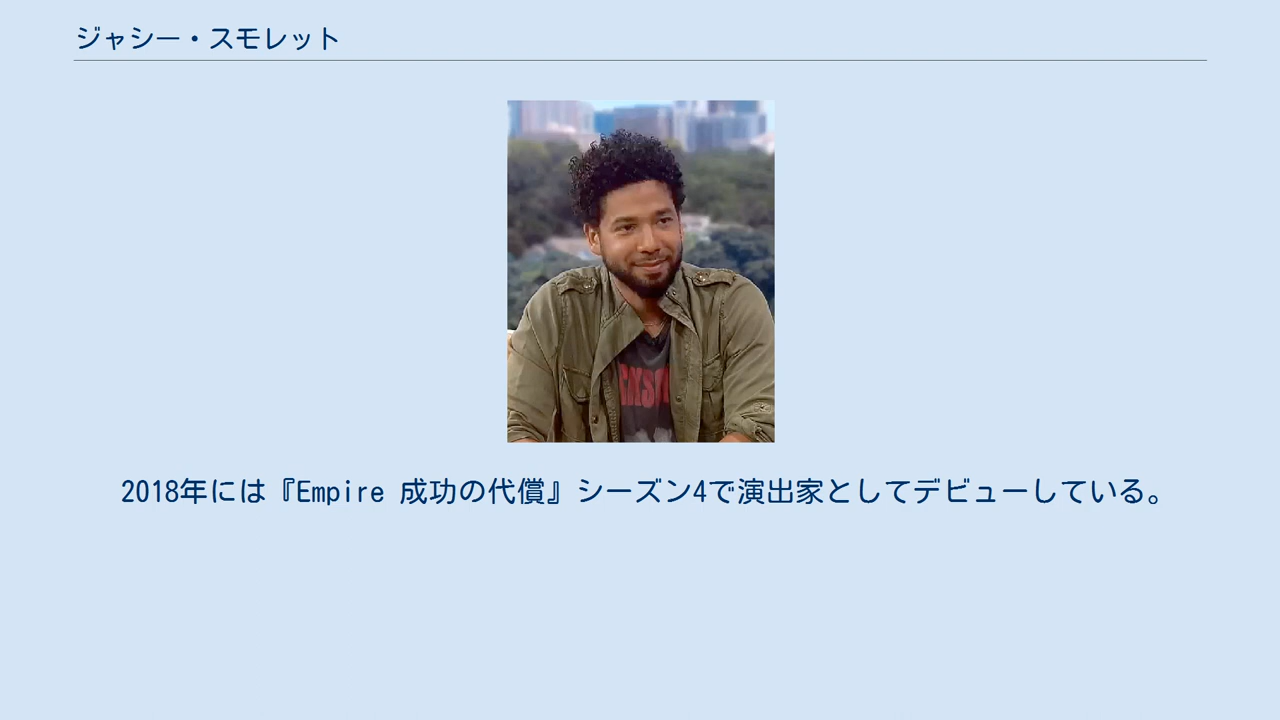 ジャシー・スモレット
2018年には『Empire 成功の代償』シーズン4で演出家としてデビューしている。